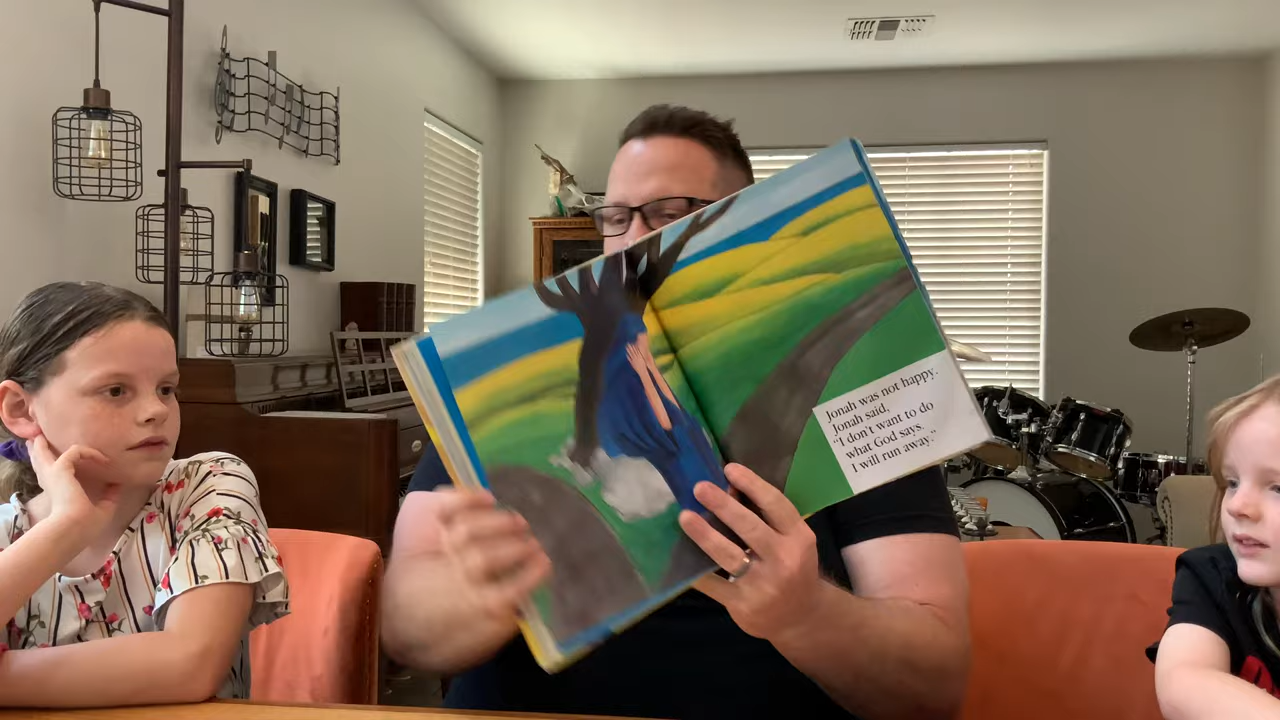 Jonah was not happy.
Jonah said,
"I don't want to do
what God says.
I will run away."